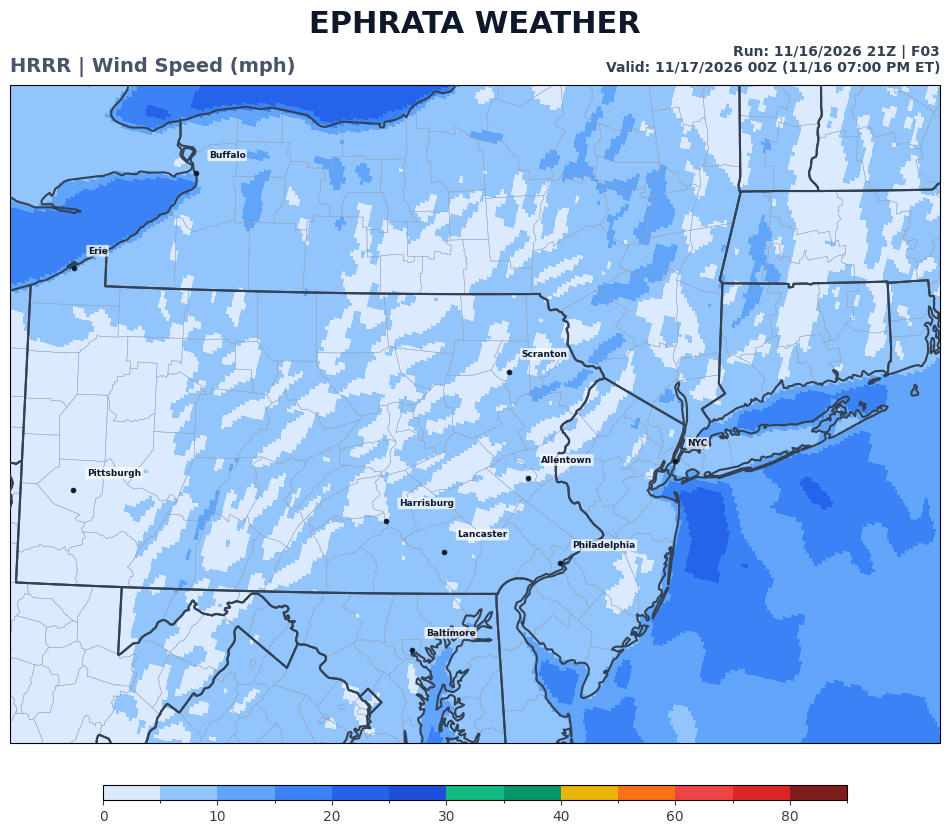 EPHRATA WEATHER
HRRR | Wind Speed (mph)
Run: 11/16/2026 21Z | F03
Valid: 11/17/2026 00Z (11/16 07:00 PM ET)
Buffalo
Erie
Scranton
NYC
Allentown
Pittsburgh
Harrisburg
Lancaster
Philadelphia
Baltimore
0 10 20 30 40 50 60 70 80